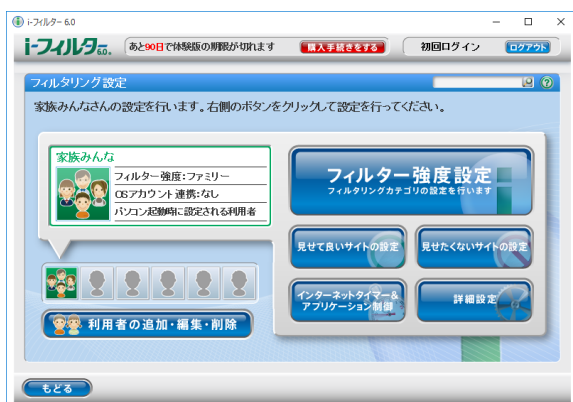 i-フィルター 6.0
i-フィルター 6.0. あと90日で体験版の期限が切れます 購入手続きをする 初回ログイン ログアウト
フィルタリング設定
家族みんなさんの設定を行います。右側のボタンをクリックして設定を行ってください。
家族みんな
フィルター強度:ファミリー
OSアカウント連携:なし
パソコン起動時に設定される利用者
フィルター強度設定
フィルタリングカテゴリの設定を行います
見せて良いサイトの設定
見せたくないサイトの設定
インターネットタイマー&
アプリケーション制御
詳細設定
利用者の追加・編集・削除
もどる